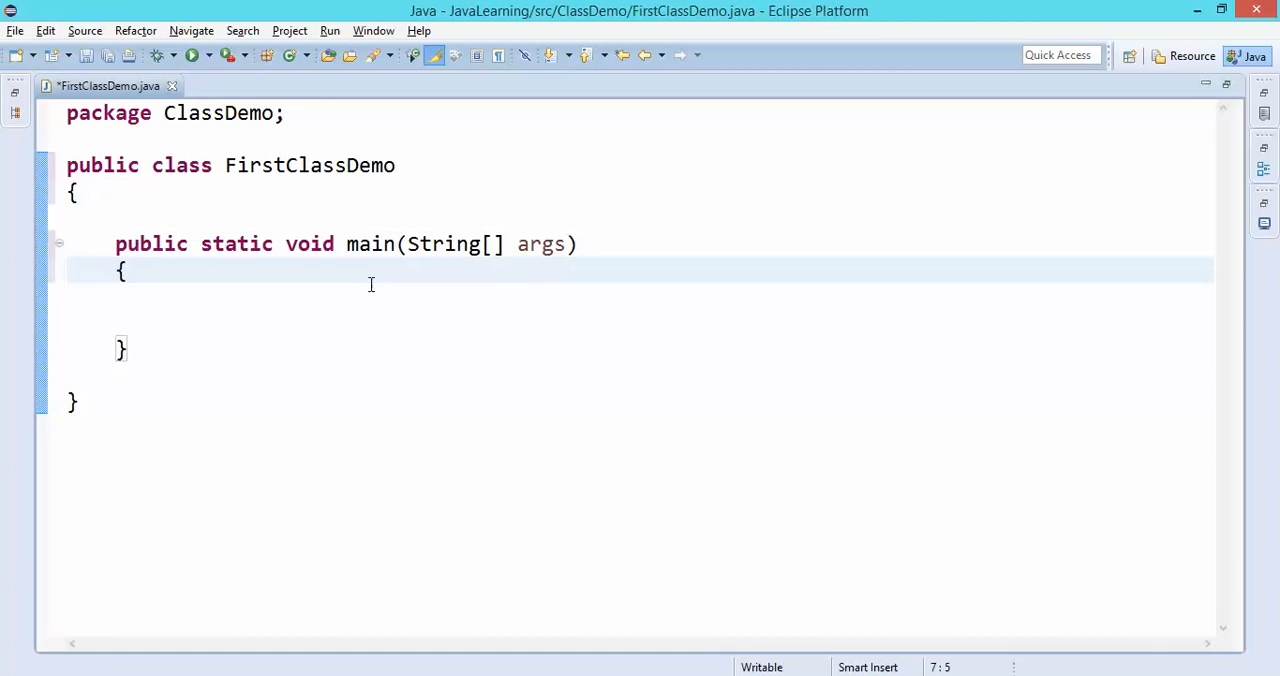 Java - JavaLearning/src/ClassDemo/FirstClassDemo.java - Eclipse Platform
File Edit Source Refactor Navigate Search Project Run Window Help
Quick Access Resource Java
*FirstClassDemo.java
package ClassDemo;
public class FirstClassDemo
{
public static void main(String[] args)
{
}
}
Writable Smart Insert 7 : 5